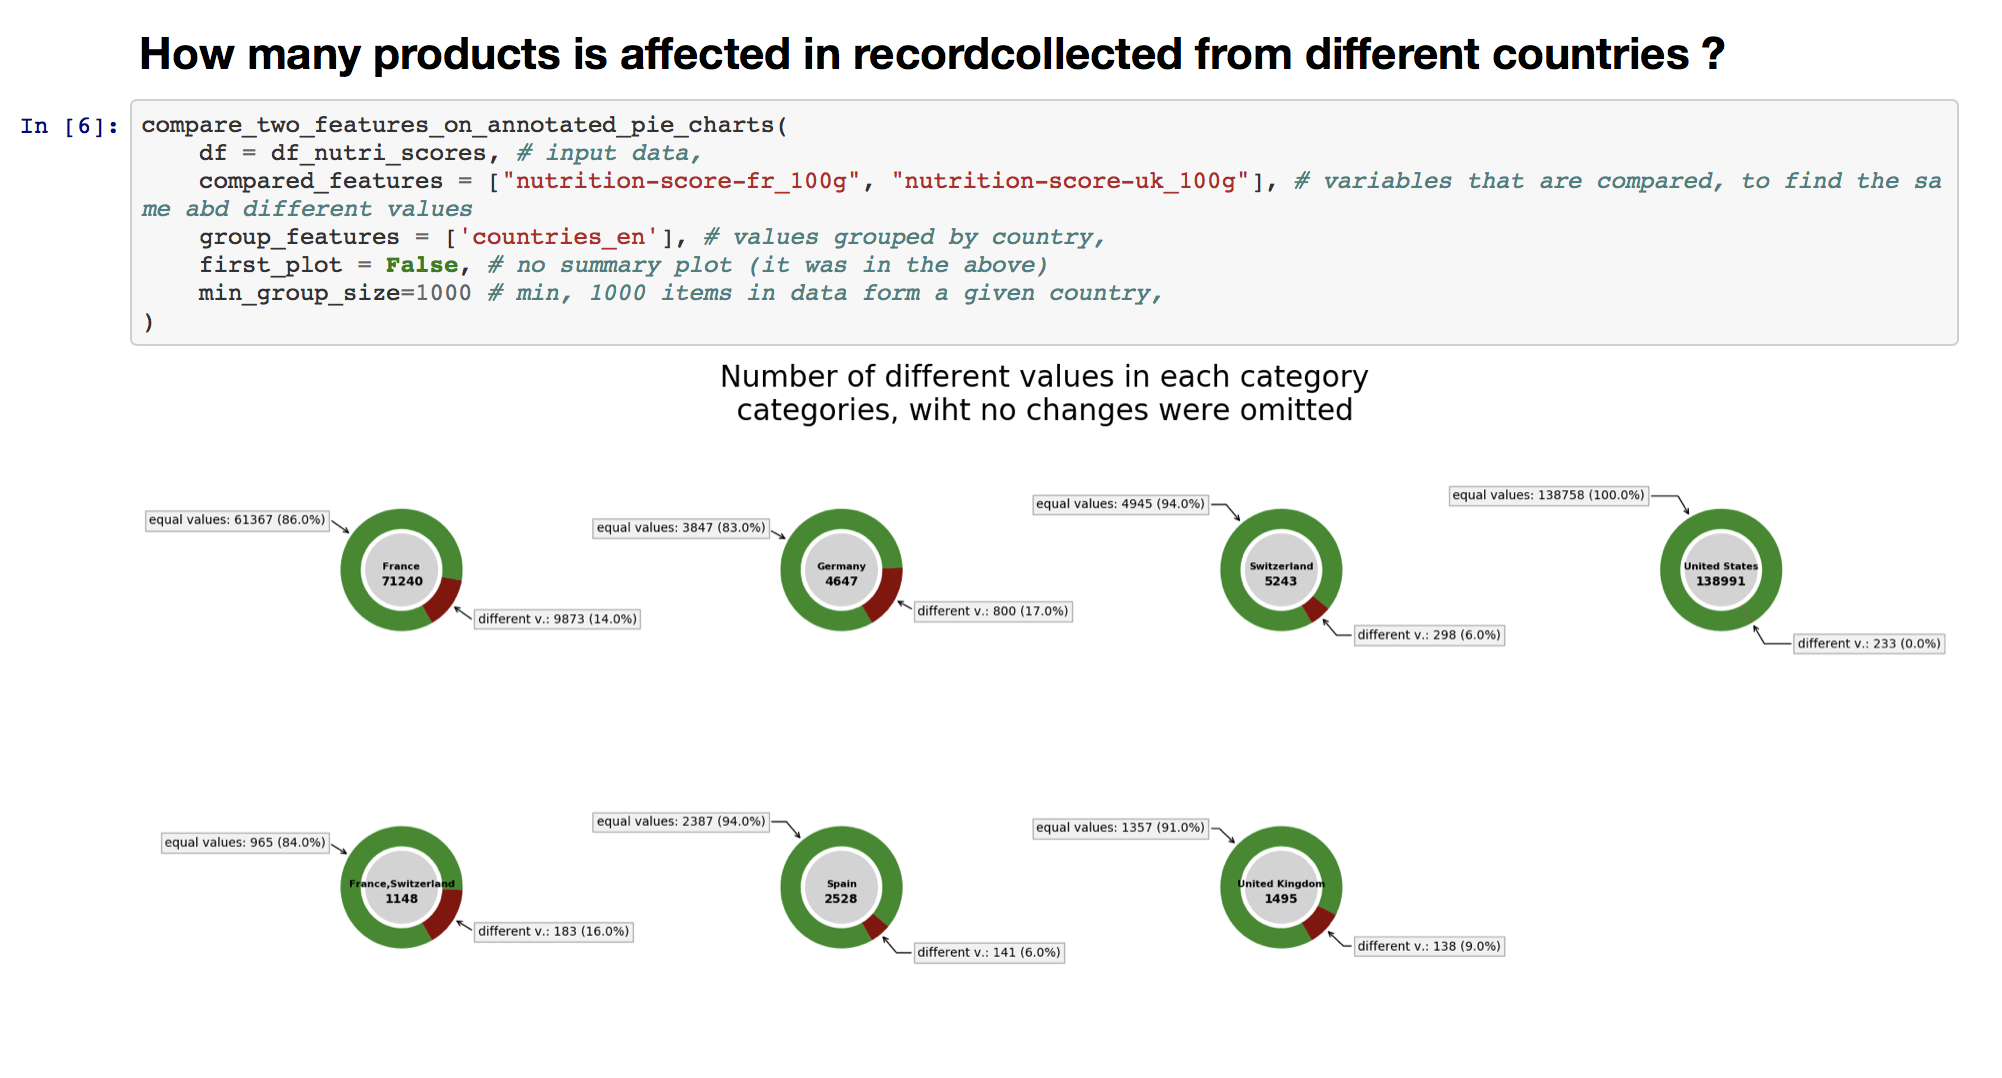 How many products is affected in recordcollected from different countries ?
In [6]:
compare_two_features_on_annotated_pie_charts(
df = df_nutri_scores, # input data,
compared_features = ["nutrition-score-fr_100g", "nutrition-score-uk_100g"], # variables that are compared, to find the sa
me abd different values
group_features = ['countries_en'], # values grouped by country,
first_plot = False, # no summary plot (it was in the above)
min_group_size=1000 # min, 1000 items in data form a given country,
)
Number of different values in each category
categories, wiht no changes were omitted
equal values: 61367 (86.0%)
France
71240
different v.: 9873 (14.0%)
equal values: 3847 (83.0%)
Germany
4647
different v.: 800 (17.0%)
equal values: 4945 (94.0%)
Switzerland
5243
different v.: 298 (6.0%)
equal values: 138758 (100.0%)
United States
138991
different v.: 233 (0.0%)
equal values: 965 (84.0%)
France,Switzerland
1148
different v.: 183 (16.0%)
equal values: 2387 (94.0%)
Spain
2528
different v.: 141 (6.0%)
equal values: 1357 (91.0%)
United Kingdom
1495
different v.: 138 (9.0%)